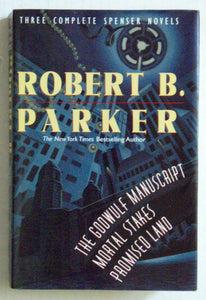 THREE COMPLETE SPENSER NOVELS
ROBERT B.
PARKER
The New York Times Bestselling Author
THE GODWULF MANUSCRIPT
MORTAL STAKES
PROMISED LAND